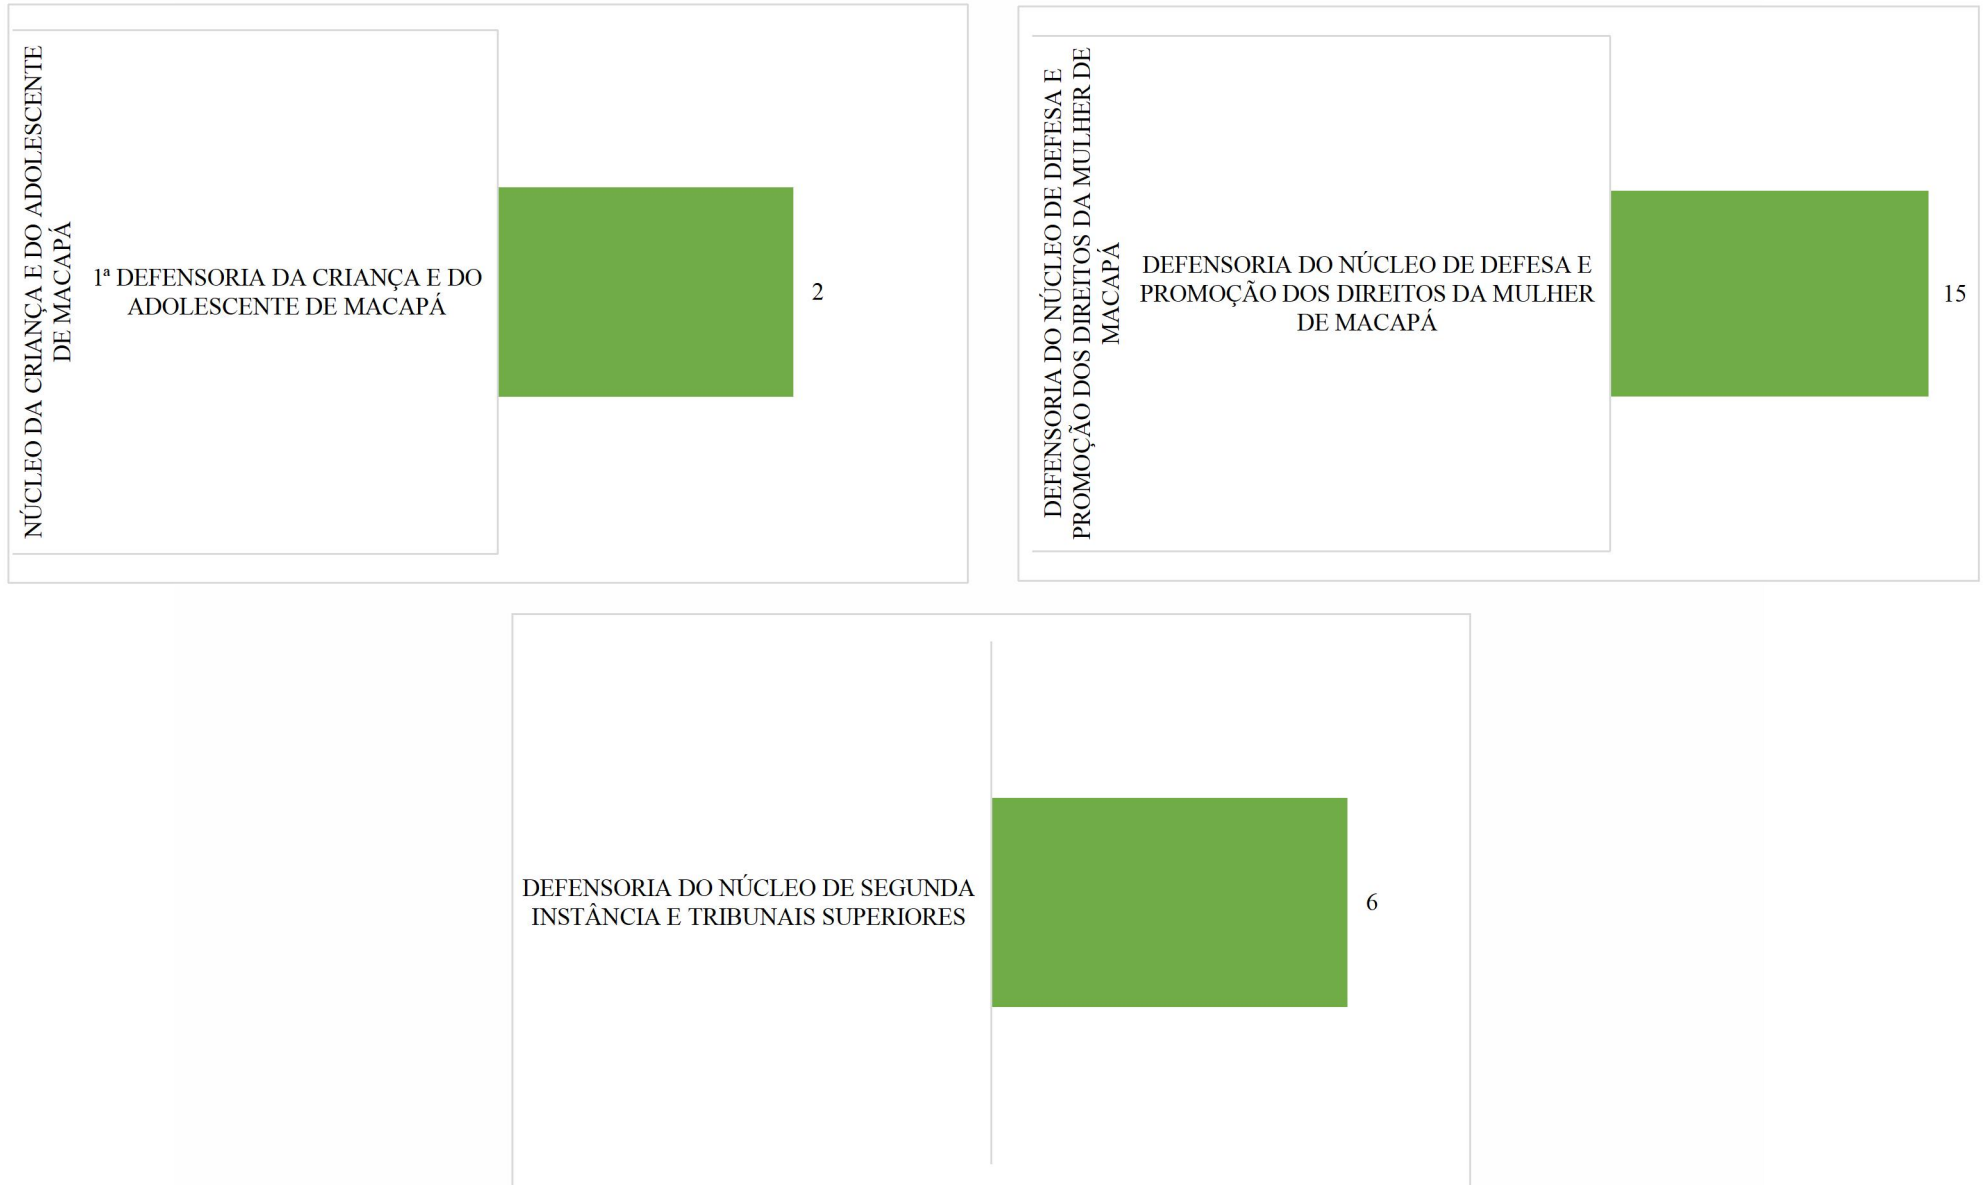 NÚCLEO DA CRIANÇA E DO ADOLESCENTE
DE MACAPÁ
1ª DEFENSORIA DA CRIANÇA E DO
ADOLESCENTE DE MACAPÁ
2
DEFENSORIA DO NÚCLEO DE DEFESA E
PROMOÇÃO DOS DIREITOS DA MULHER DE
MACAPÁ
DEFENSORIA DO NÚCLEO DE DEFESA E
PROMOÇÃO DOS DIREITOS DA MULHER
DE MACAPÁ
15
DEFENSORIA DO NÚCLEO DE SEGUNDA
INSTÂNCIA E TRIBUNAIS SUPERIORES
6